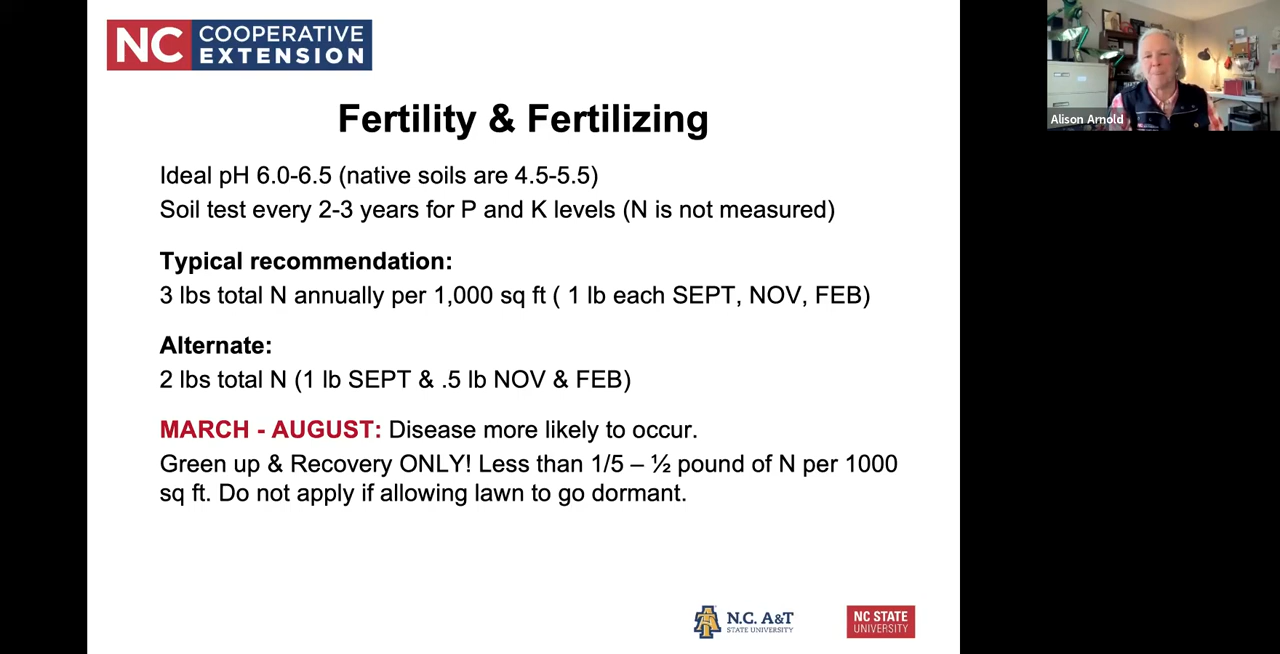 NC COOPERATIVE
EXTENSION
Alison Arnold
Fertility & Fertilizing
Ideal pH 6.0-6.5 (native soils are 4.5-5.5)
Soil test every 2-3 years for P and K levels (N is not measured)
Typical recommendation:
3 lbs total N annually per 1,000 sq ft ( 1 lb each SEPT, NOV, FEB)
Alternate:
2 lbs total N (1 lb SEPT & .5 lb NOV & FEB)
MARCH - AUGUST: Disease more likely to occur.
Green up & Recovery ONLY! Less than 1/5 – ½ pound of N per 1000
sq ft. Do not apply if allowing lawn to go dormant.
N.C. A&T
STATE UNIVERSITY
NC STATE
UNIVERSITY